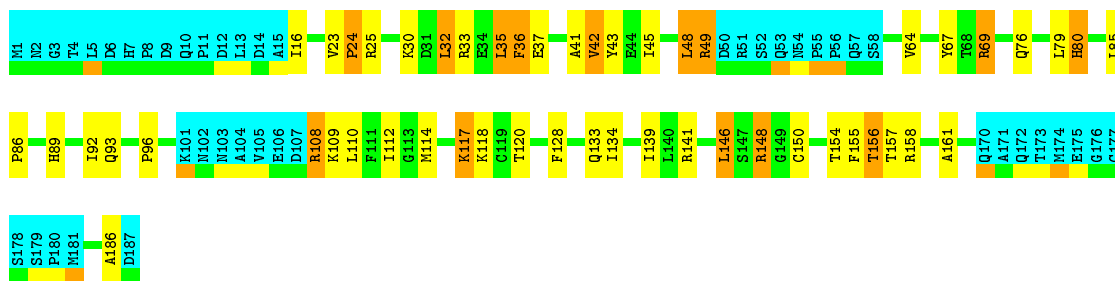 M1 N2 G3 T4 L5 D6 H7 P8 D9 Q10 P11 D12 L13 D14 A15 I16 V23 P24 R25 K30 D31 L32 R33 E34 L35 F36 E37 A41 V42 Y43 E44 I45 L48 R49 D50 R51 S52 Q53 N54 P55 P56 Q57 S58 V64 Y67 T68 R69 Q76 L79 H80 I85
P86 H89 I92 Q93 P96 K101 N102 N103 A104 V105 E106 D107 R108 K109 L110 F111 I112 G113 M114 K117 K118 C119 T120 F128 Q133 I134 I139 L140 R141 L146 S147 R148 G149 C150 T154 F155 T156 T157 R158 A161 Q170 A171 Q172 T173 M174 E175 G176 G177
S178 S179 P180 M181 A186 D187